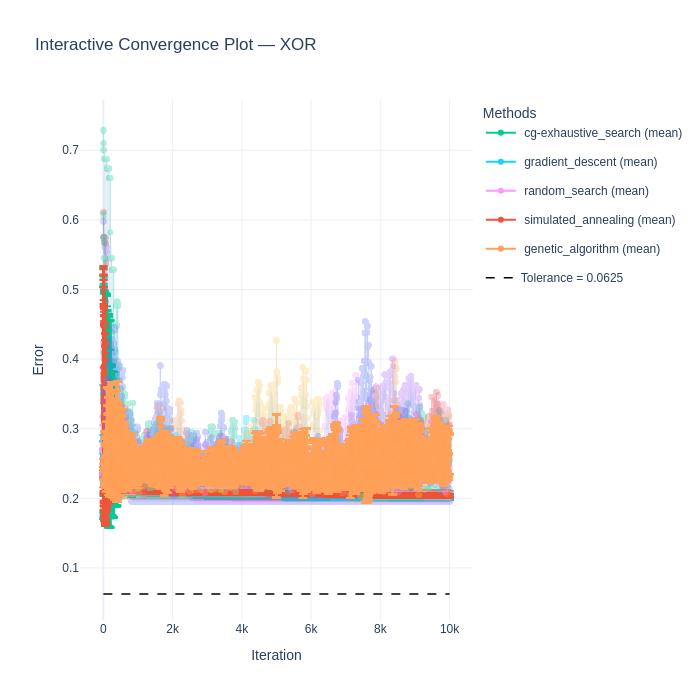 Interactive Convergence Plot — XOR
Methods
cg-exhaustive_search (mean)
gradient_descent (mean)
random_search (mean)
simulated_annealing (mean)
genetic_algorithm (mean)
Tolerance = 0.0625
Error
0.7
0.6
0.5
0.4
0.3
0.2
0.1
0
2k
4k
6k
8k
10k
Iteration